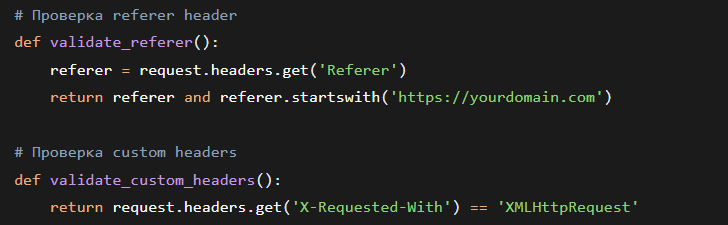 # Проверка referer header
def validate_referer():
    referer = request.headers.get('Referer')
    return referer and referer.startswith('https://yourdomain.com')

# Проверка custom headers
def validate_custom_headers():
    return request.headers.get('X-Requested-With') == 'XMLHttpRequest'